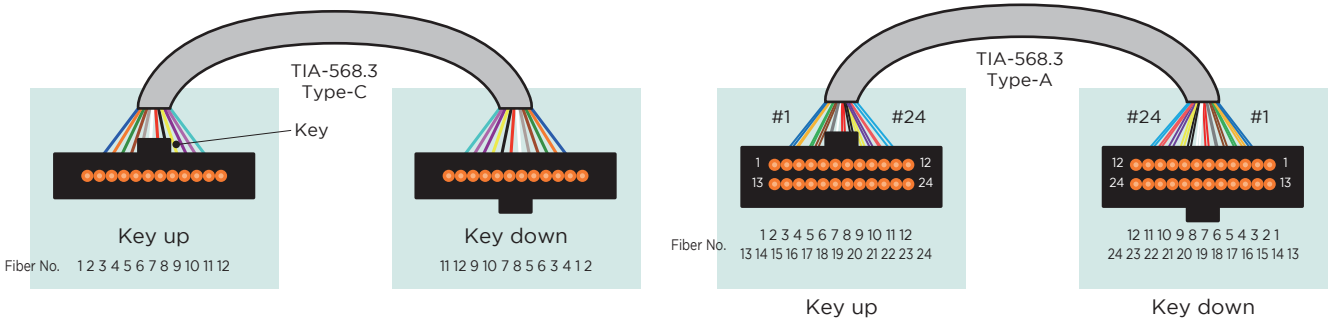 TIA-568.3
Type-C
Key
Key up
Key down
Fiber No. 1 2 3 4 5 6 7 8 9 10 11 12
11 12 9 10 7 8 5 6 3 4 1 2
TIA-568.3
Type-A
#1
#24
#24
#1
1
12
13
24
12
1
24
13
1 2 3 4 5 6 7 8 9 10 11 12
Fiber No.
13 14 15 16 17 18 19 20 21 22 23 24
12 11 10 9 8 7 6 5 4 3 2 1
24 23 22 21 20 19 18 17 16 15 14 13
Key up
Key down